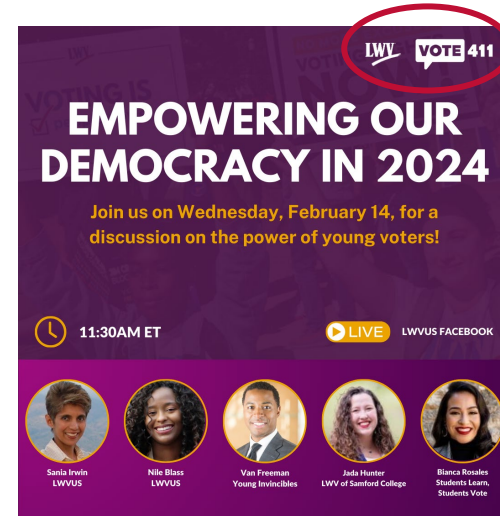 LWV VOTE 411
EMPOWERING OUR
DEMOCRACY IN 2024
Join us on Wednesday, February 14, for a
discussion on the power of young voters!
11:30AM ET
LIVE LWVUS FACEBOOK
Sania Irwin
LWVUS
Nile Blass
LWVUS
Van Freeman
Young Invincibles
Jada Hunter
LWV of Samford College
Bianca Rosales
Students Learn,
Students Vote